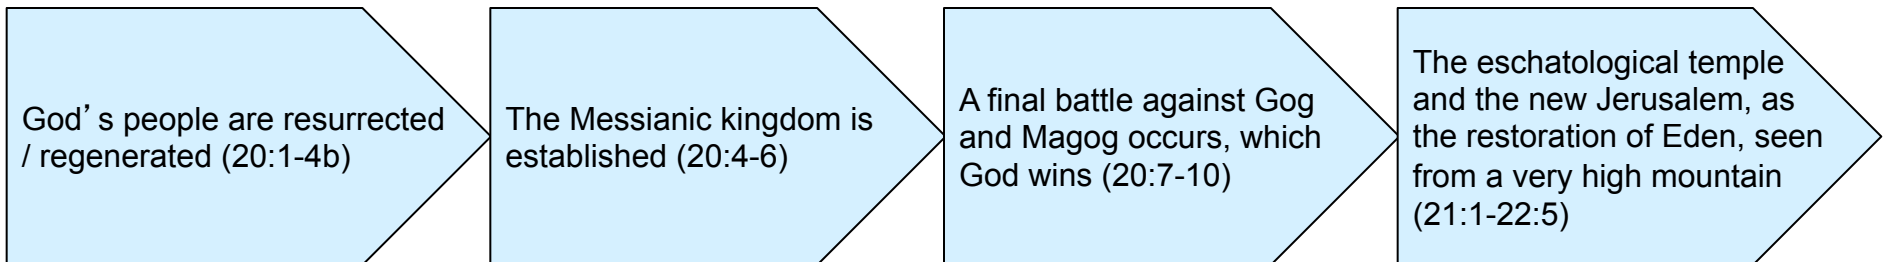 God’s people are resurrected
/ regenerated (20:1-4b)
The Messianic kingdom is
established (20:4-6)
A final battle against Gog
and Magog occurs, which
God wins (20:7-10)
The eschatological temple
and the new Jerusalem, as
the restoration of Eden, seen
from a very high mountain
(21:1-22:5)